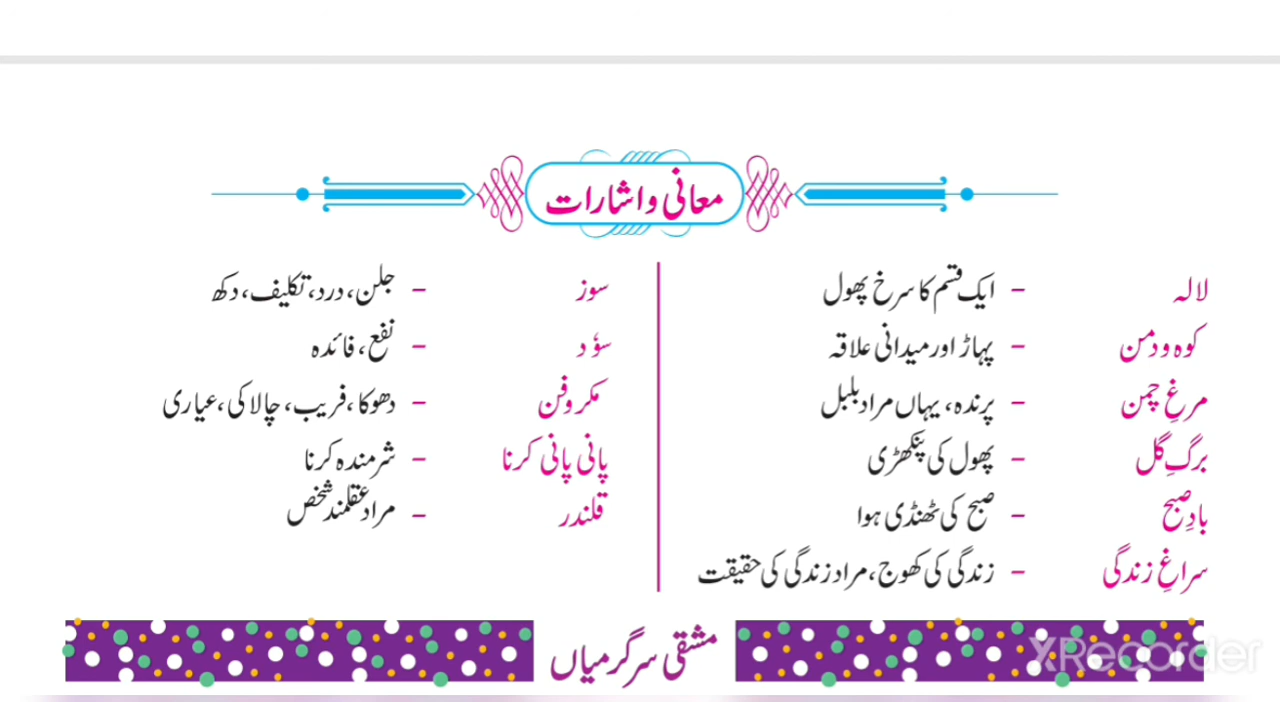 معانی و اشارات
لالہ - ایک قسم کا سرخ پھول
کوہ و دمن - پہاڑ اور میدانی علاقہ
مرغِ چمن - پرندہ، یہاں مراد بلبل
برگِ گل - پھول کی پنکھڑی
بادِ صبح - صبح کی ٹھنڈی ہوا
سراغِ زندگی - زندگی کی کھوج، مراد زندگی کی حقیقت
سوز - جلن، درد، تکلیف، دکھ
سوٗد - نفع، فائدہ
مکر و فن - دھوکا، فریب، چالاکی، عیاری
پانی پانی کرنا - شرمندہ کرنا
قلندر - مراد عقلمند شخص
مشقی سرگرمیاں
XRecorder